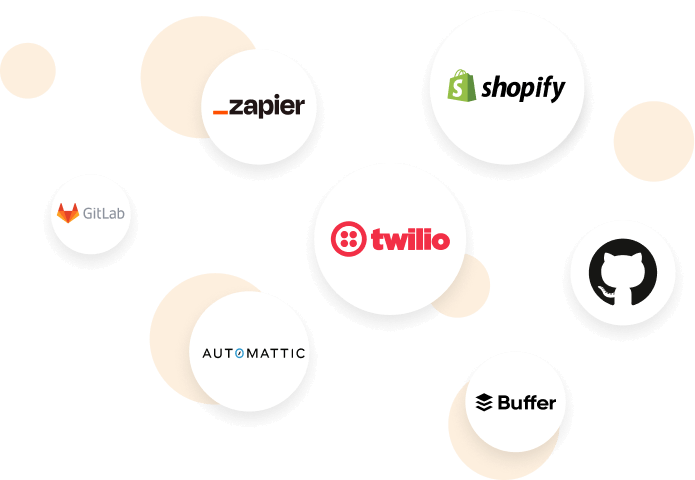 _zapier
shopify
GitLab
twilio
AUTOMATTIC
Buffer